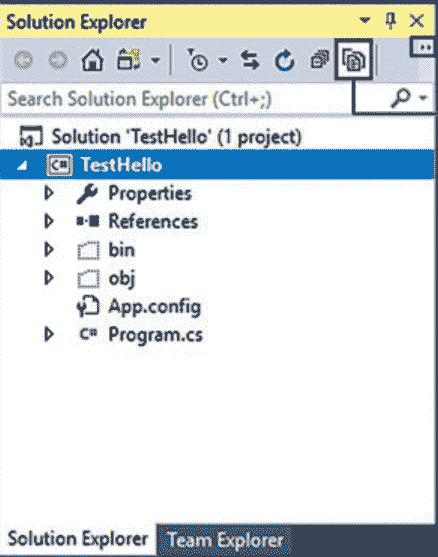 Solution Explorer
Search Solution Explorer (Ctrl+;)
Solution 'TestHello' (1 project)
C# TestHello
Properties
References
bin
obj
App.config
C# Program.cs
Solution Explorer Team Explorer